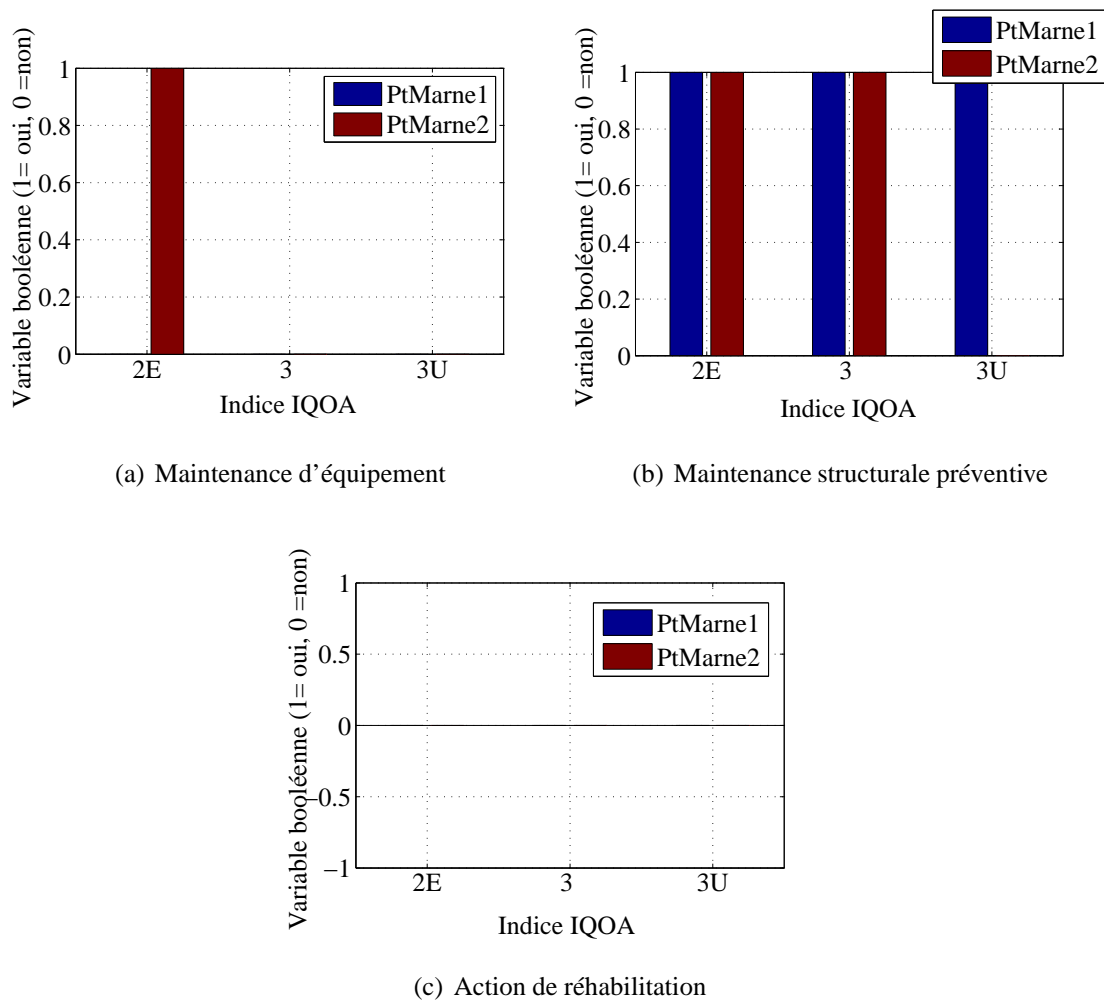 PtMarne1
PtMarne2
Variable booléenne (1= oui, 0 =non)
1
0.8
0.6
0.4
0.2
0
2E
3
3U
Indice IQOA
(a) Maintenance d'équipement
PtMarne1
PtMarne2
Variable booléenne (1= oui, 0 =non)
1
0.8
0.6
0.4
0.2
0
2E
3
3U
Indice IQOA
(b) Maintenance structurale préventive
PtMarne1
PtMarne2
Variable booléenne (1= oui, 0 =non)
1
0.5
0
−0.5
−1
2E
3
3U
Indice IQOA
(c) Action de réhabilitation